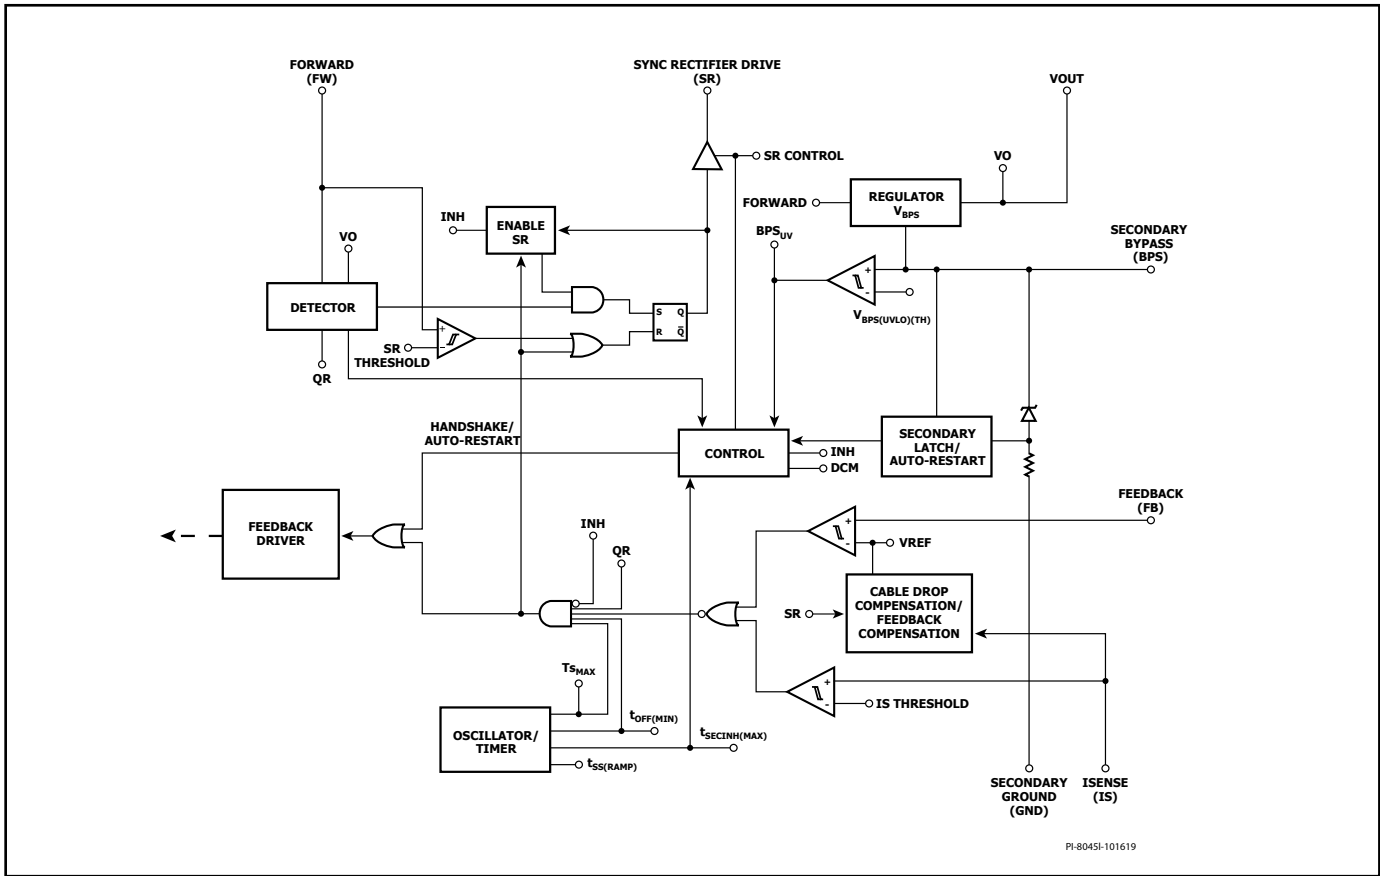 FORWARD
(FW)
SYNC RECTIFIER DRIVE
(SR)
VOUT
SR CONTROL
VO
INH
ENABLE
SR
FORWARD
REGULATOR
VBPS
BPSUV
SECONDARY
BYPASS
(BPS)
VO
DETECTOR
+
-
VBPS(UVLO)(TH)
S Q
R Q̅
+
−
SR
THRESHOLD
QR
HANDSHAKE/
AUTO-RESTART
CONTROL
INH
DCM
SECONDARY
LATCH/
AUTO-RESTART
FEEDBACK
DRIVER
INH
QR
+
-
VREF
FEEDBACK
(FB)
SR
CABLE DROP
COMPENSATION/
FEEDBACK
COMPENSATION
TsMAX
+
-
IS THRESHOLD
OSCILLATOR/
TIMER
tOFF(MIN)
tSECINH(MAX)
tSS(RAMP)
SECONDARY
GROUND
(GND)
ISENSE
(IS)
PI-8045l-101619